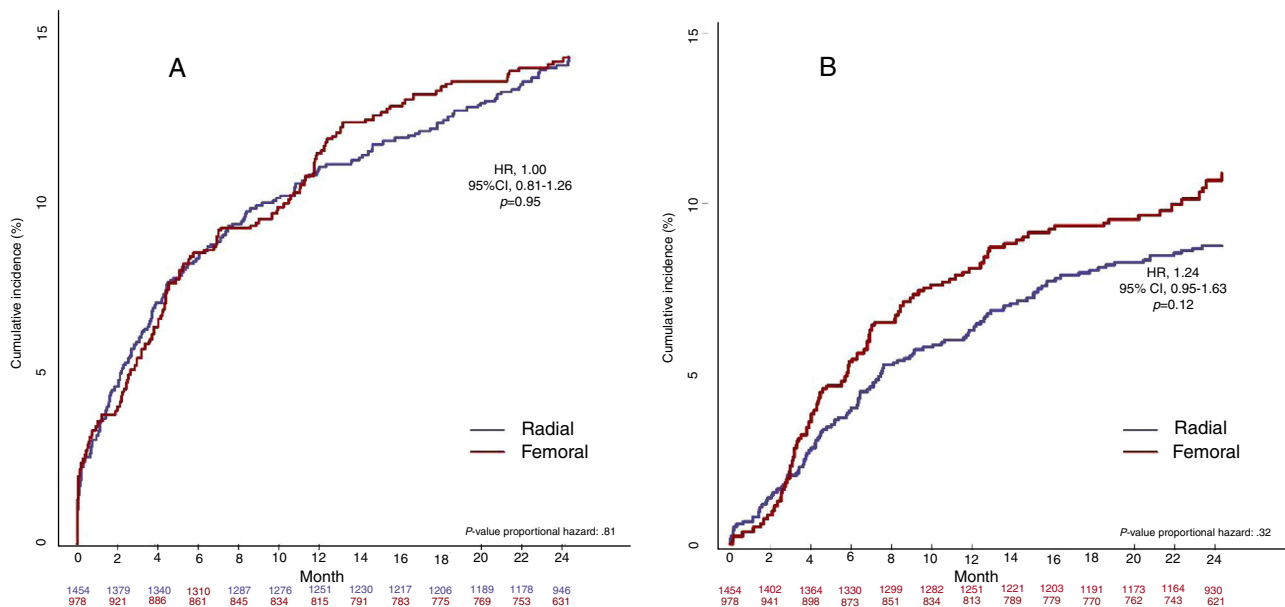 A
15
10
5
0
Cumulative incidence (%)
HR, 1.00
95%CI, 0.81-1.26
p=0.95
Radial
Femoral
P-value proportional hazard: .81
0 2 4 6 8 10 12 14 16 18 20 22 24
Month
1454 1379 1340 1310 1287 1276 1251 1230 1217 1206 1189 1178 946
978 921 886 861 845 834 815 791 783 775 769 753 631
B
15
10
5
0
Cumulative incidence (%)
HR, 1.24
95% CI, 0.95-1.63
p=0.12
Radial
Femoral
P-value proportional hazard: .32
0 2 4 6 8 10 12 14 16 18 20 22 24
Month
1454 1402 1364 1330 1299 1282 1251 1221 1203 1191 1173 1164 930
978 941 898 873 851 834 813 789 779 770 762 743 621